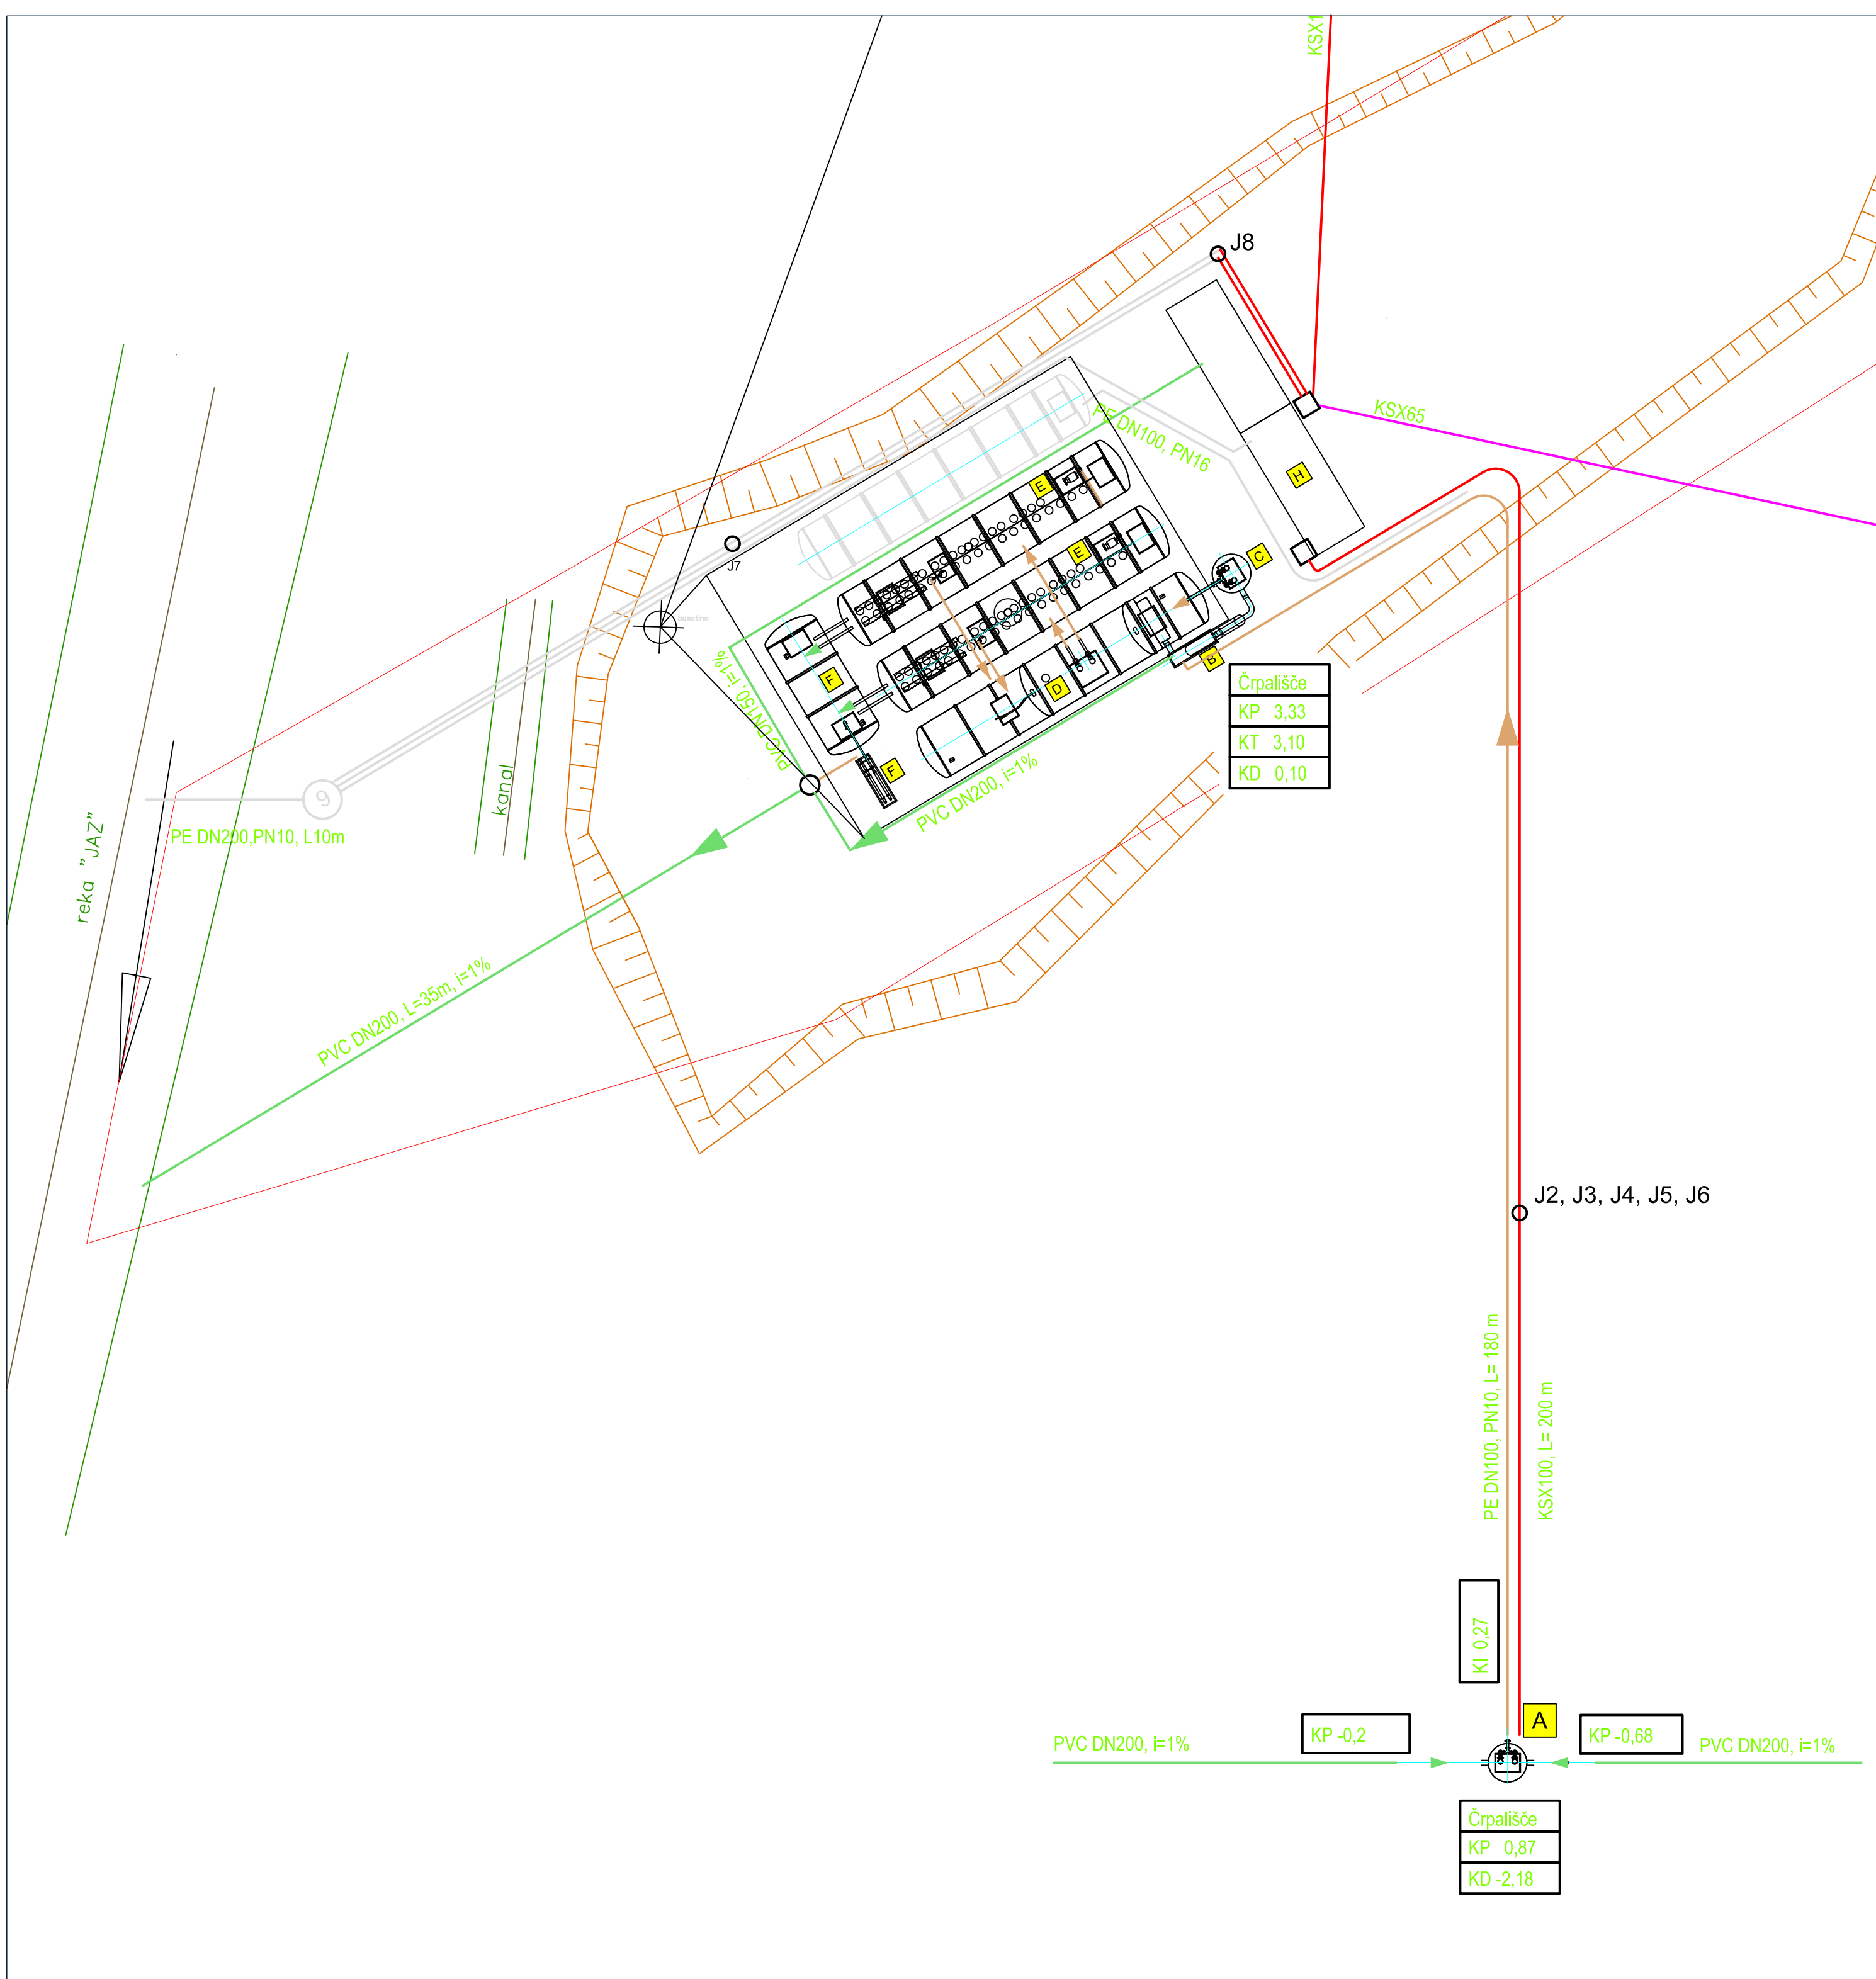 KSX1
J8
KSX65
PE DN100, PN16
H
E
E
C
J7
busotina
B
F
D
F
PVC DN150, I=1%
PVC DN200, i=1%
Črpališče
KP 3,33
KT 3,10
KD 0,10
kanal
9
PE DN200,PN10, L10m
reka "JAZ"
PVC DN200, L=35m, i=1%
J2, J3, J4, J5, J6
PE DN100, PN10, L= 180 m
KSX100, L= 200 m
KI 0,27
A
KP -0,2
KP -0,68
PVC DN200, i=1%
PVC DN200, i=1%
Črpališče
KP 0,87
KD -2,18